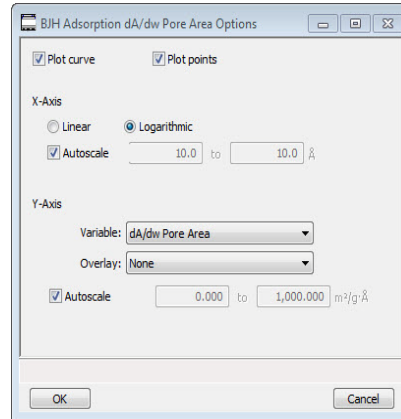 BJH Adsorption dA/dw Pore Area Options
Plot curve Plot points
X-Axis
Linear Logarithmic
Autoscale 10.0 to 10.0 Å
Y-Axis
Variable: dA/dw Pore Area
Overlay: None
Autoscale 0.000 to 1,000.000 m²/g·Å
OK Cancel